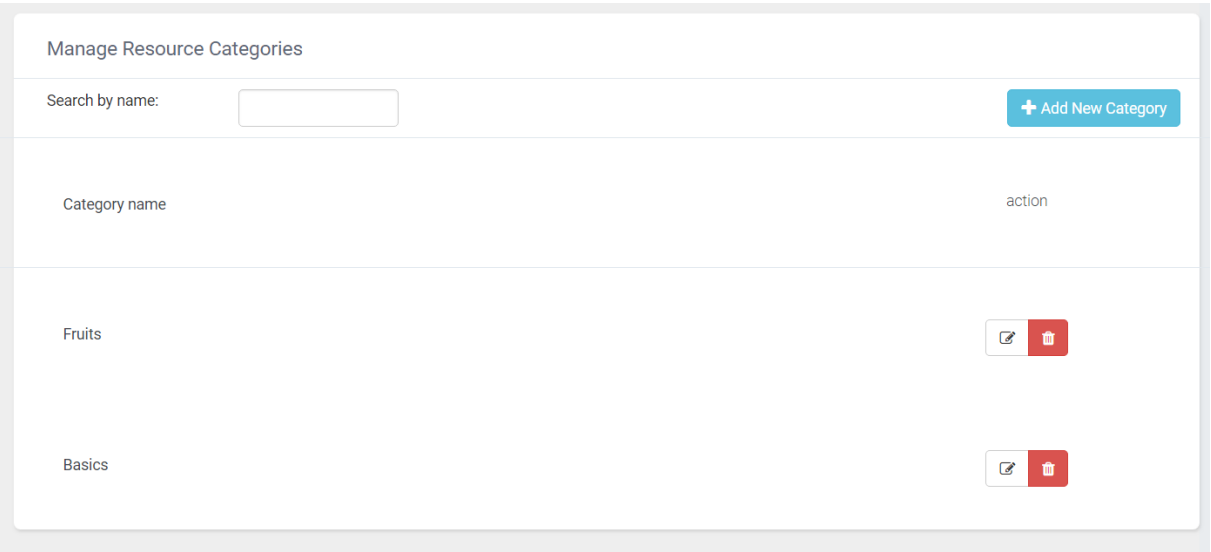 Manage Resource Categories
Search by name:
Add New Category
Category name action
Fruits
Basics